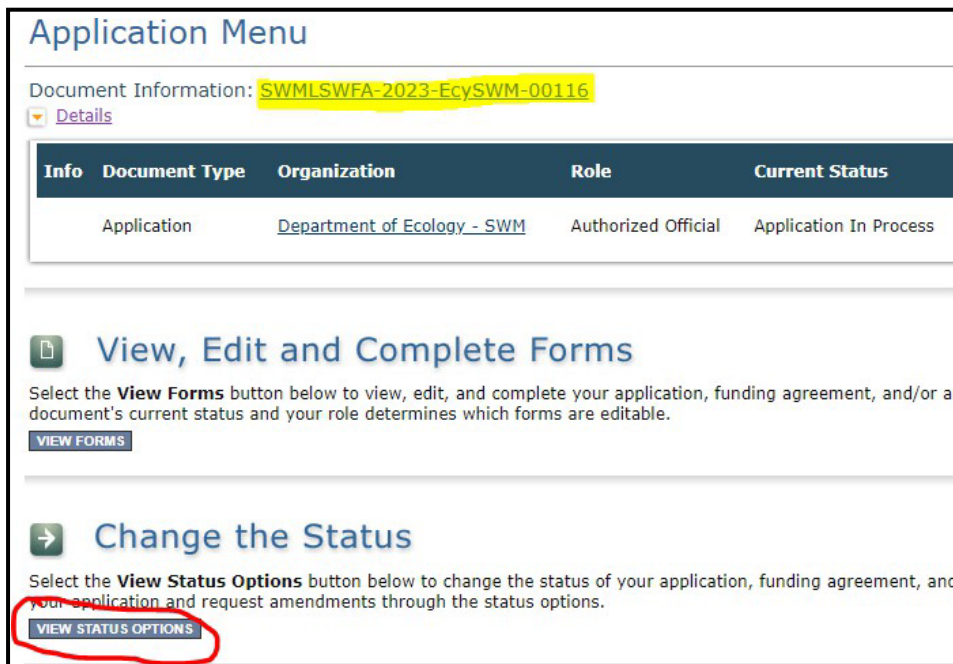 Application Menu
Document Information: SWMLSWFA-2023-EcySWM-00116
Details
Info Document Type Organization Role Current Status
Application Department of Ecology - SWM Authorized Official Application In Process
View, Edit and Complete Forms
Select the View Forms button below to view, edit, and complete your application, funding agreement, and/or a
document's current status and your role determines which forms are editable.
VIEW FORMS
Change the Status
Select the View Status Options button below to change the status of your application, funding agreement, and
your application and request amendments through the status options.
VIEW STATUS OPTIONS